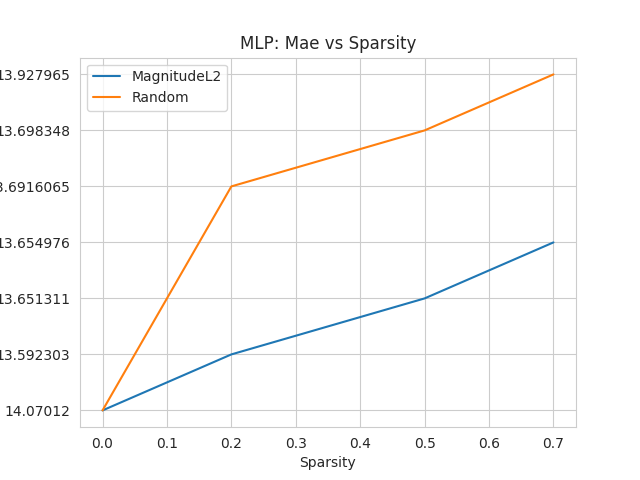 MLP: Mae vs Sparsity
MagnitudeL2
Random
13.927965
13.698348
3.6916065
13.654976
13.651311
13.592303
14.07012
0.0 0.1 0.2 0.3 0.4 0.5 0.6 0.7
Sparsity